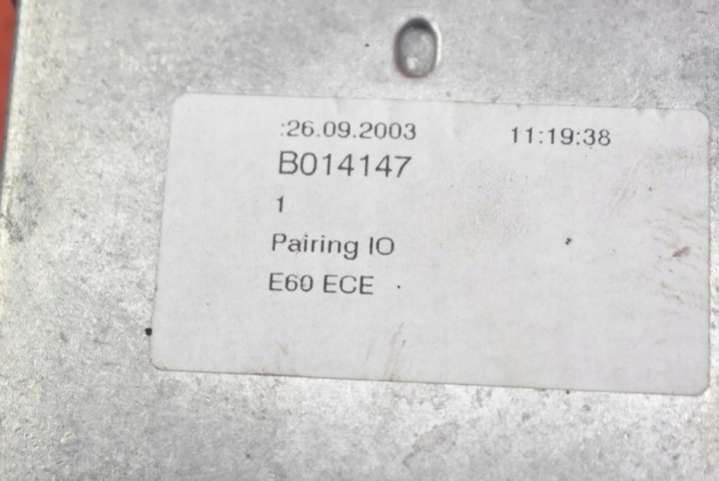 :26.09.2003 11:19:38
B014147
1
Pairing IO
E60 ECE